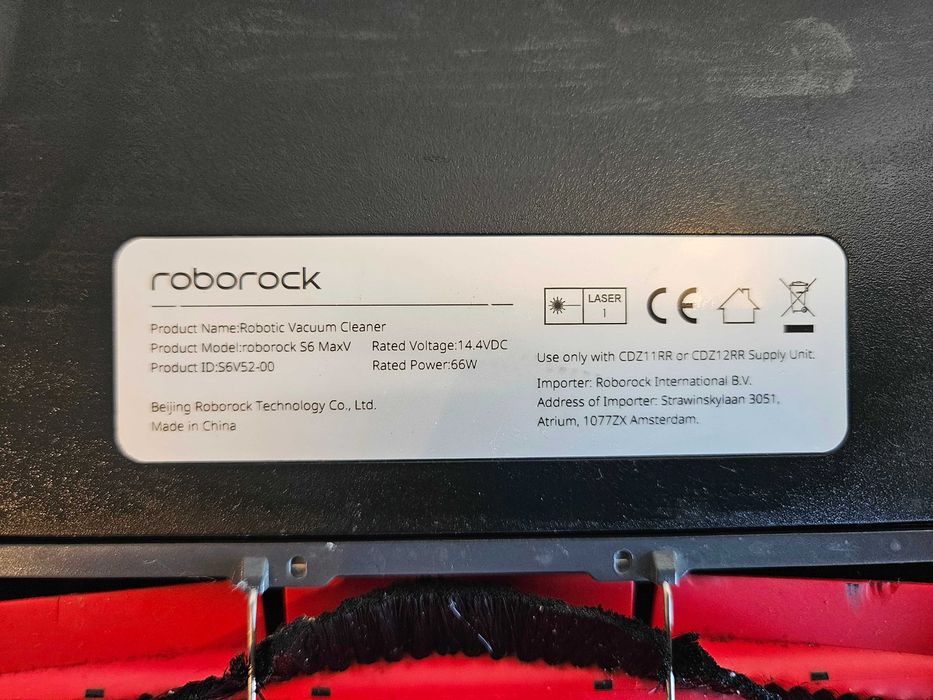 roborock
Product Name:Robotic Vacuum Cleaner
Product Model:roborock S6 MaxV
Rated Voltage:14.4VDC
Product ID:S6V52-00
Rated Power:66W
Beijing Roborock Technology Co., Ltd.
Made in China
LASER
1
CE
Use only with CDZ11RR or CDZ12RR Supply Unit.
Importer: Roborock International B.V.
Address of Importer: Strawinskylaan 3051,
Atrium, 1077ZX Amsterdam.